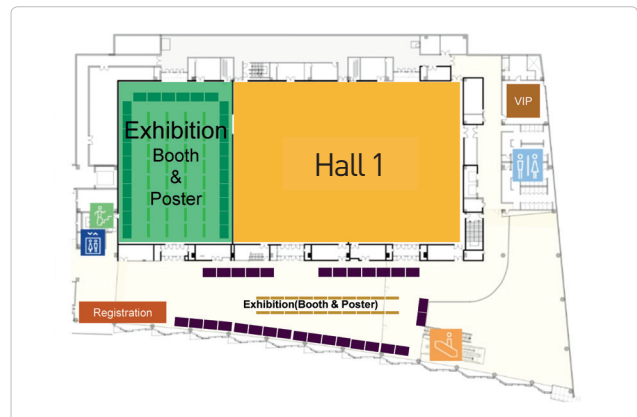 Exhibition
Booth
&
Poster
Hall 1
VIP
Exhibition(Booth & Poster)
Registration